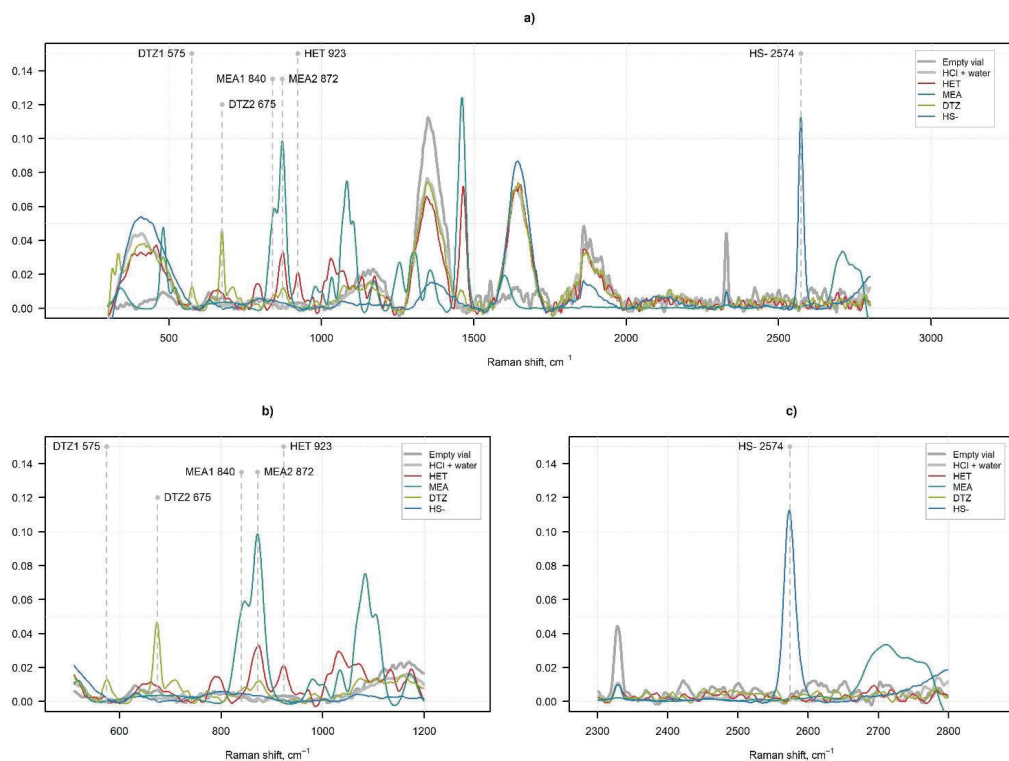 a)
DTZ1 575
HET 923
HS- 2574
MEA1 840
MEA2 872
DTZ2 675
Empty vial
HCl + water
HET
MEA
DTZ
HS-
0.14
0.12
0.10
0.08
0.06
0.04
0.02
0.00
500 1000 1500 2000 2500 3000
Raman shift, cm⁻¹
b)
DTZ1 575
HET 923
MEA1 840
MEA2 872
DTZ2 675
Empty vial
HCl + water
HET
MEA
DTZ
HS-
0.14
0.12
0.10
0.08
0.06
0.04
0.02
0.00
600 800 1000 1200
Raman shift, cm⁻¹
c)
HS- 2574
Empty vial
HCl + water
HET
MEA
DTZ
HS-
0.14
0.12
0.10
0.08
0.06
0.04
0.02
0.00
2300 2400 2500 2600 2700 2800
Raman shift, cm⁻¹